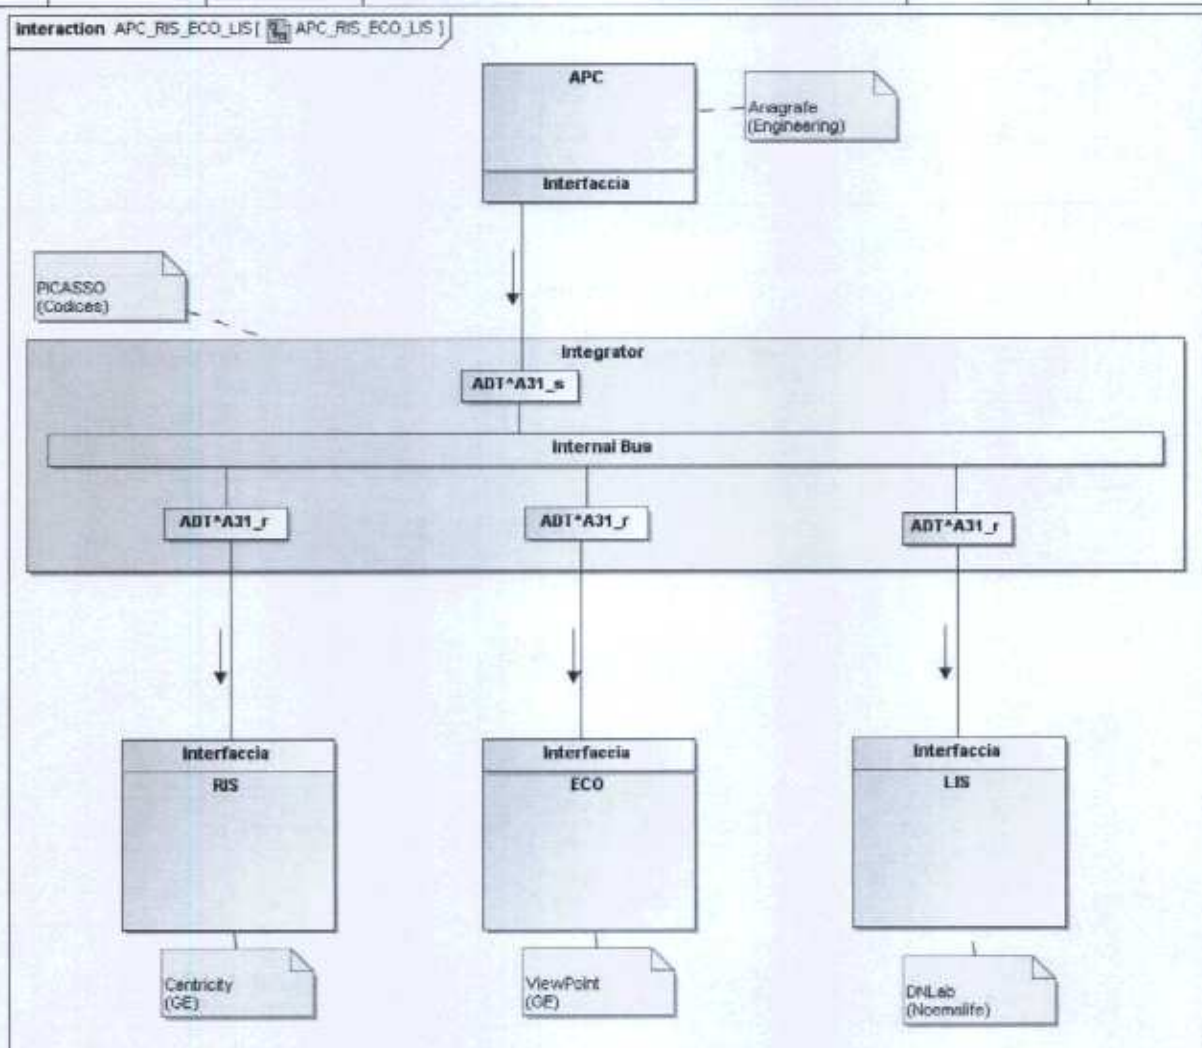 interaction APC_RIS_ECO_LIS [ APC_RIS_ECO_LIS ]
APC
Anagrafe
(Engineering)
Interfaccia
PICASSO
(Codices)
Integrator
ADT^A31_s
Internal Bus
ADT^A31_r
ADT^A31_r
ADT^A31_r
Interfaccia
Interfaccia
Interfaccia
RIS
ECO
LIS
Centricity
(GE)
ViewPoint
(GE)
DNLab
(Noemalife)